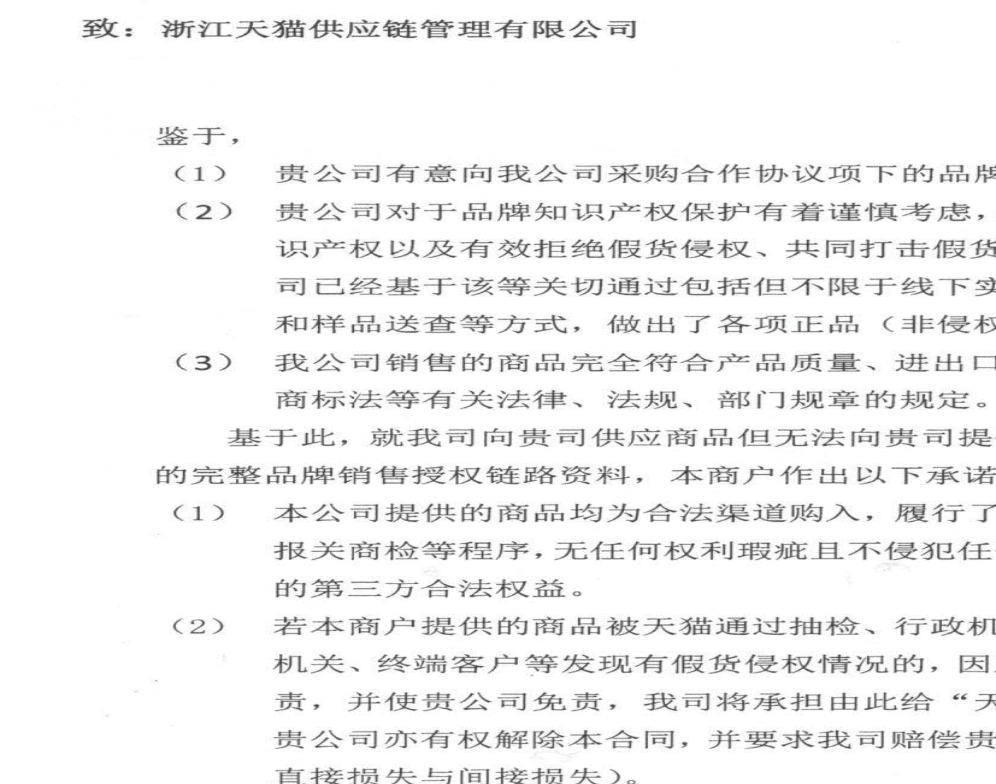 致：浙江天猫供应链管理有限公司
鉴于，
（1） 贵公司有意向我公司采购合作协议项下的品牌
（2） 贵公司对于品牌知识产权保护有着谨慎考虑，
识产权以及有效拒绝假货侵权、共同打击假货
司已经基于该等关切通过包括但不限于线下实
和样品送查等方式，做出了各项正品（非侵权
（3） 我公司销售的商品完全符合产品质量、进出口
商标法等有关法律、法规、部门规章的规定。
基于此，就我司向贵司供应商品但无法向贵司提
的完整品牌销售授权链路资料，本商户作出以下承诺
（1） 本公司提供的商品均为合法渠道购入，履行了
报关商检等程序，无任何权利瑕疵且不侵犯任
的第三方合法权益。
（2） 若本商户提供的商品被天猫通过抽检、行政机
机关、终端客户等发现有假货侵权情况的，因
责，并使贵公司免责，我司将承担由此给“天
贵公司亦有权解除本合同，并要求我司赔偿贵
直接损失与间接损失）。